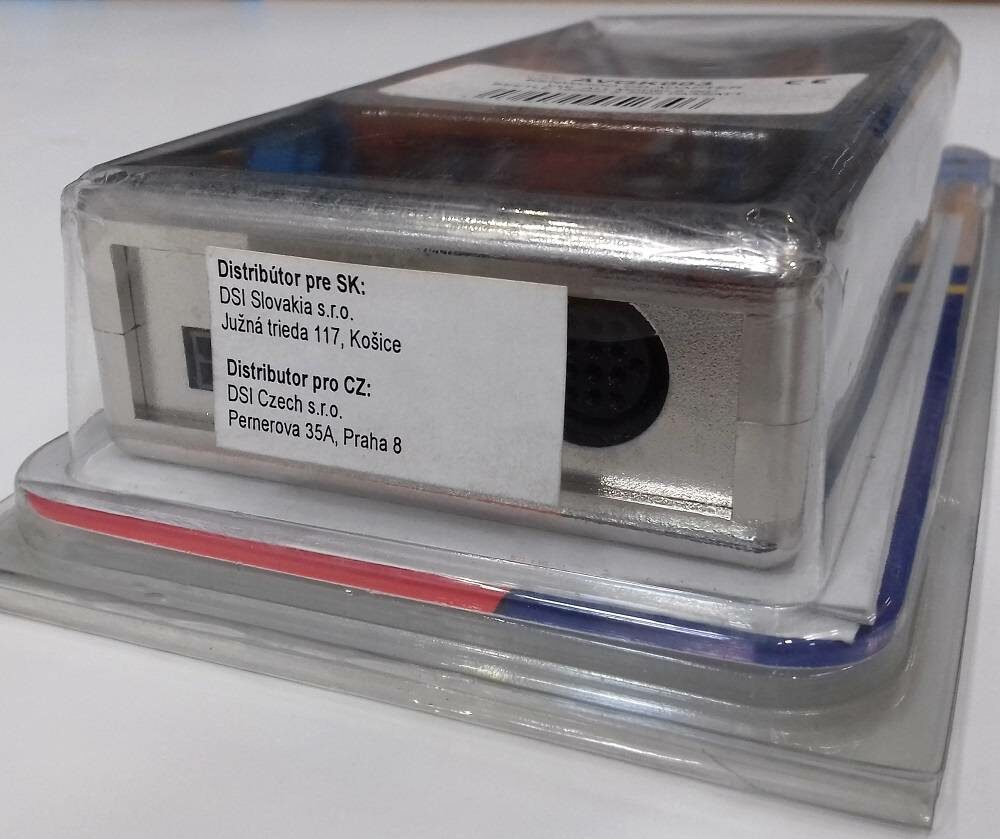 CE
Distribútor pre SK:
DSI Slovakia s.r.o.
Južná trieda 117, Košice
Distributor pro CZ:
DSI Czech s.r.o.
Pernerova 35A, Praha 8